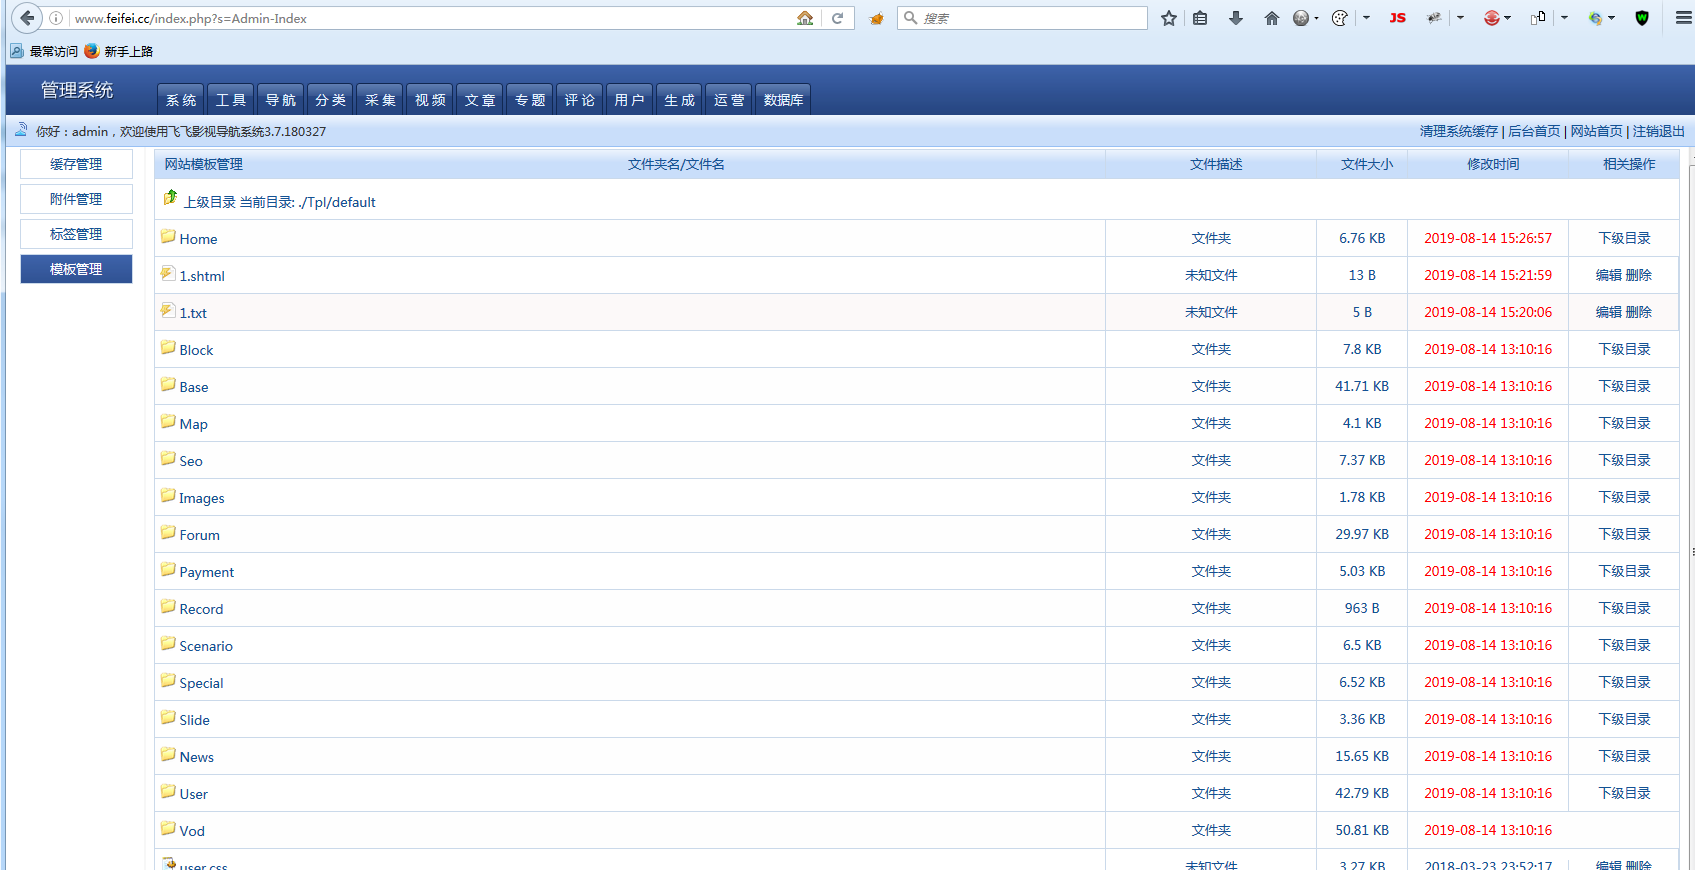 www.feifei.cc/index.php?s=Admin-Index 搜索 JS
最常访问 新手上路
管理系统 系统 工具 导航 分类 采集 视频 文章 专题 评论 用户 生成 运营 数据库
你好：admin，欢迎使用飞飞影视导航系统3.7.180327 清理系统缓存 | 后台首页 | 网站首页 | 注销退出
缓存管理
附件管理
标签管理
模板管理
网站模板管理 文件夹名/文件名 文件描述 文件大小 修改时间 相关操作
上级目录 当前目录: ./Tpl/default
Home 文件夹 6.76 KB 2019-08-14 15:26:57 下级目录
1.shtml 未知文件 13 B 2019-08-14 15:21:59 编辑 删除
1.txt 未知文件 5 B 2019-08-14 15:20:06 编辑 删除
Block 文件夹 7.8 KB 2019-08-14 13:10:16 下级目录
Base 文件夹 41.71 KB 2019-08-14 13:10:16 下级目录
Map 文件夹 4.1 KB 2019-08-14 13:10:16 下级目录
Seo 文件夹 7.37 KB 2019-08-14 13:10:16 下级目录
Images 文件夹 1.78 KB 2019-08-14 13:10:16 下级目录
Forum 文件夹 29.97 KB 2019-08-14 13:10:16 下级目录
Payment 文件夹 5.03 KB 2019-08-14 13:10:16 下级目录
Record 文件夹 963 B 2019-08-14 13:10:16 下级目录
Scenario 文件夹 6.5 KB 2019-08-14 13:10:16 下级目录
Special 文件夹 6.52 KB 2019-08-14 13:10:16 下级目录
Slide 文件夹 3.36 KB 2019-08-14 13:10:16 下级目录
News 文件夹 15.65 KB 2019-08-14 13:10:16 下级目录
User 文件夹 42.79 KB 2019-08-14 13:10:16 下级目录
Vod 文件夹 50.81 KB 2019-08-14 13:10:16
user.css 未知文件 3.27 KB 2018-03-23 23:52:17 编辑 删除